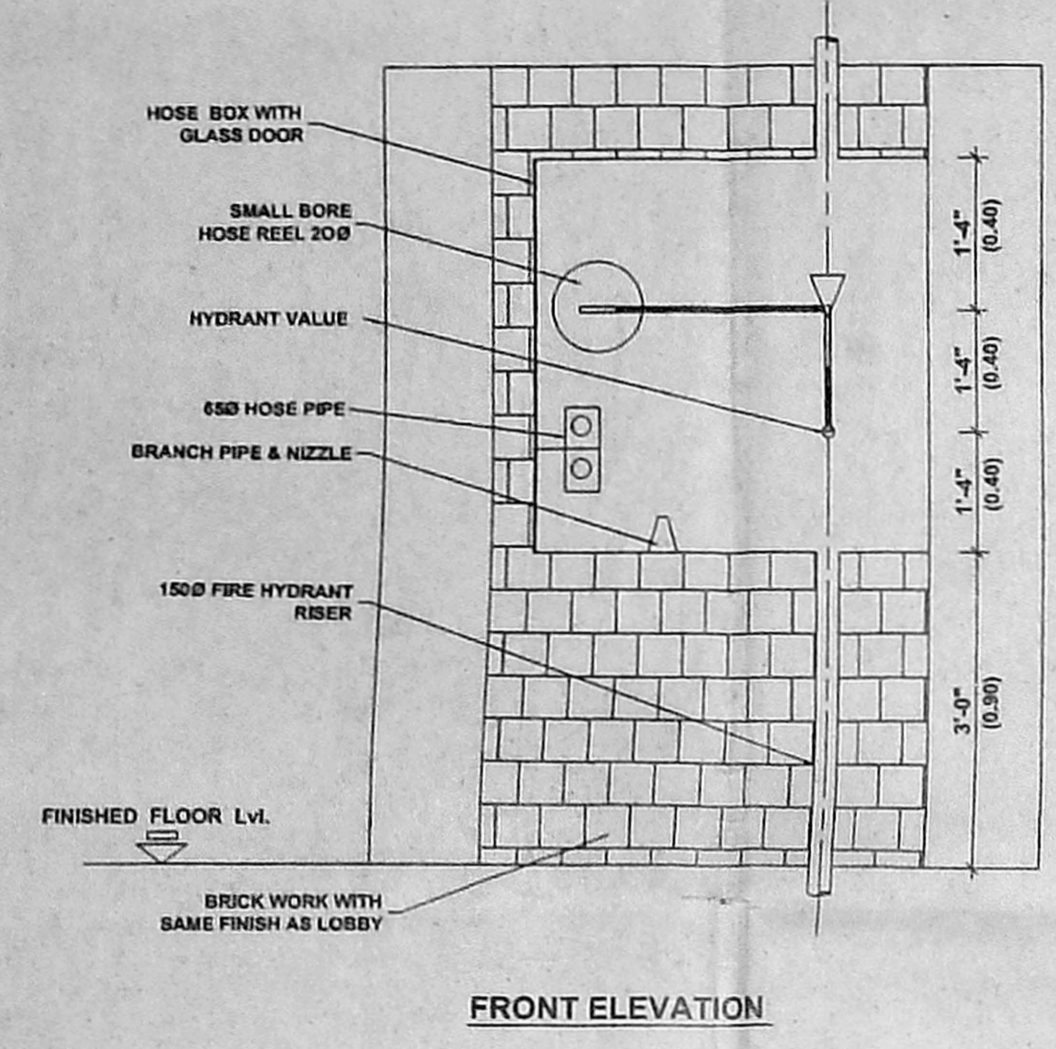 HOSE BOX WITH
GLASS DOOR
SMALL BORE
HOSE REEL 20Ø
HYDRANT VALUE
65Ø HOSE PIPE
BRANCH PIPE & NIZZLE
150Ø FIRE HYDRANT
RISER
FINISHED FLOOR Lvl.
BRICK WORK WITH
SAME FINISH AS LOBBY
1'-4"
(0.40)
1'-4"
(0.40)
1'-4"
(0.40)
3'-0"
(0.90)
FRONT ELEVATION